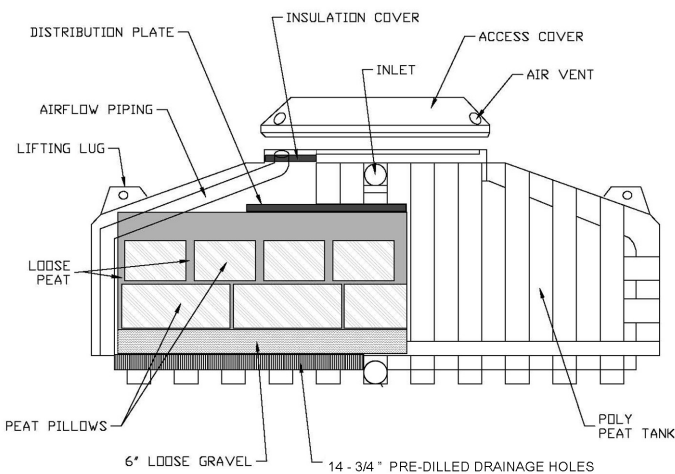 INSULATION COVER
DISTRIBUTION PLATE
ACCESS COVER
INLET
AIR VENT
AIRFLOW PIPING
LIFTING LUG
LOOSE
PEAT
PEAT PILLOWS
POLY
PEAT TANK
6" LOOSE GRAVEL
14 - 3/4 " PRE-DILLED DRAINAGE HOLES